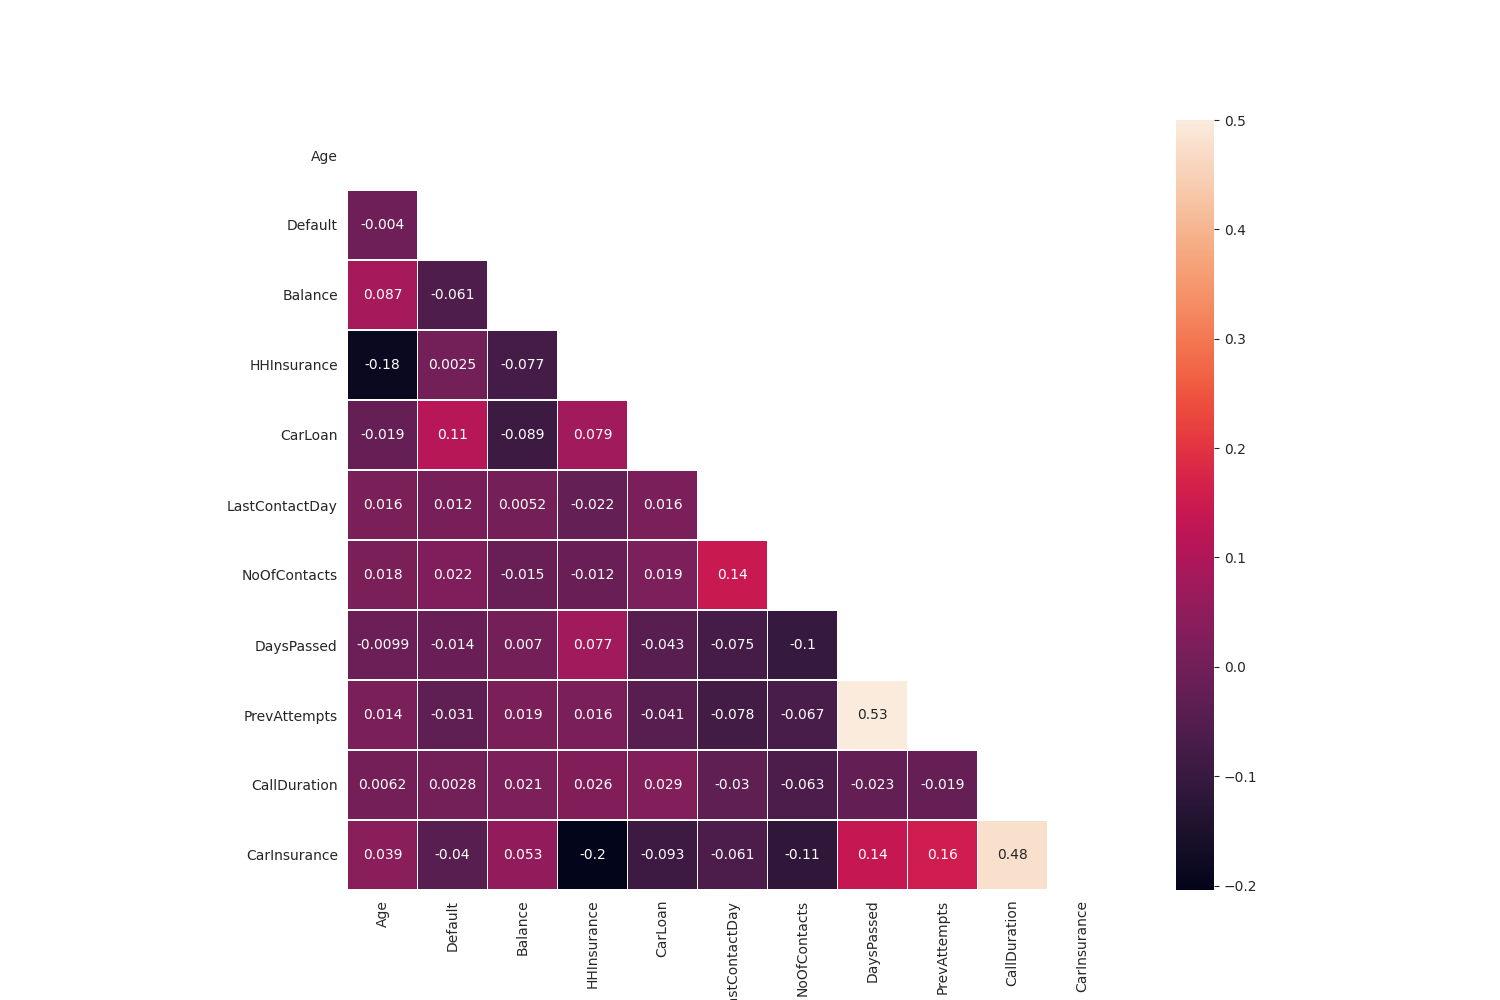 Age
Default -0.004
Balance 0.087 -0.061
HHInsurance -0.18 0.0025 -0.077
CarLoan -0.019 0.11 -0.089 0.079
LastContactDay 0.016 0.012 0.0052 -0.022 0.016
NoOfContacts 0.018 0.022 -0.015 -0.012 0.019 0.14
DaysPassed -0.0099 -0.014 0.007 0.077 -0.043 -0.075 -0.1
PrevAttempts 0.014 -0.031 0.019 0.016 -0.041 -0.078 -0.067 0.53
CallDuration 0.0062 0.0028 0.021 0.026 0.029 -0.03 -0.063 -0.023 -0.019
CarInsurance 0.039 -0.04 0.053 -0.2 -0.093 -0.061 -0.11 0.14 0.16 0.48
Age
Default
Balance
HHInsurance
CarLoan
astContactDay
NoOfContacts
DaysPassed
PrevAttempts
CallDuration
CarInsurance
0.5
0.4
0.3
0.2
0.1
0.0
−0.1
−0.2